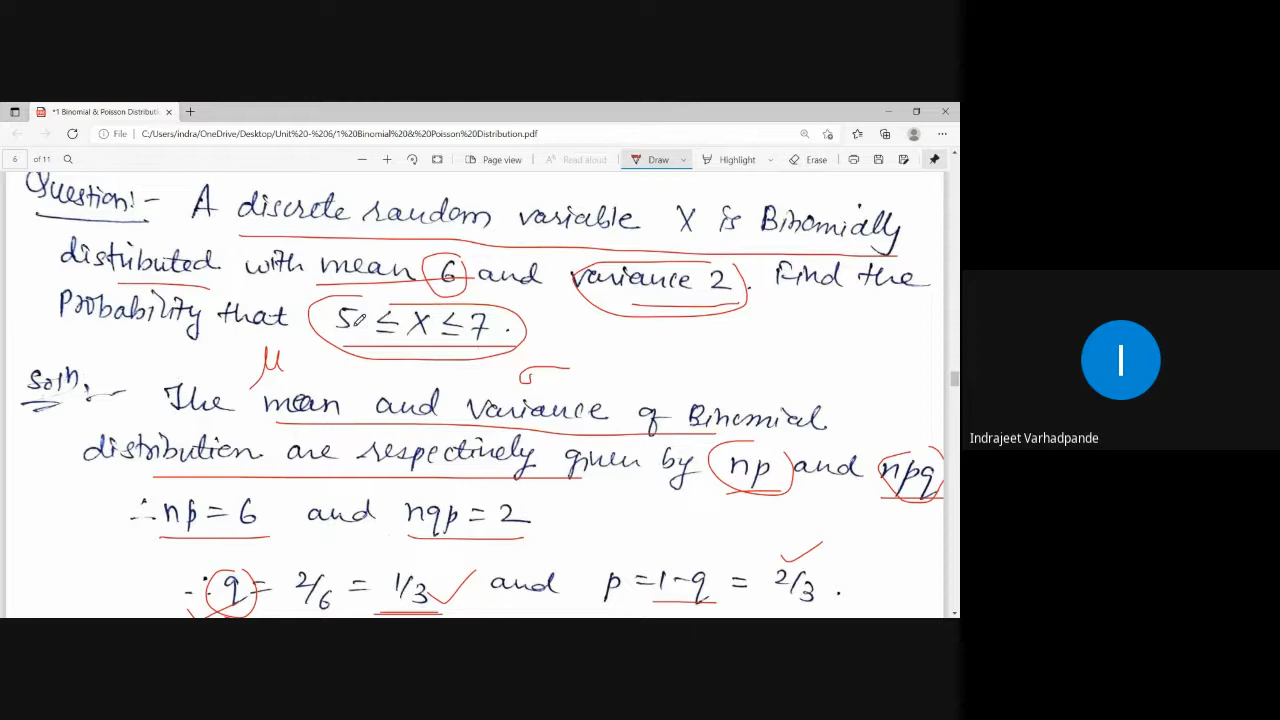 *1 Binomial & Poisson Distributi
File C:/Users/indra/OneDrive/Desktop/Unit%20-%206/1%20Binomial%20&%20Poisson%20Distribution.pdf
6 of 11 Page view Read aloud Draw Highlight Erase
Question:- A discrete random variable X is Binomially
distributed with mean 6 and variance 2. Find the
Probability that 50 ≤ X ≤ 7.
μ σ
Soln. The mean and variance of Binomial
distribution are respectively given by np and npq
∴ np = 6 and nqp = 2
∴ q = 2/6 = 1/3 and p = 1-q = 2/3.
I
Indrajeet Varhadpande